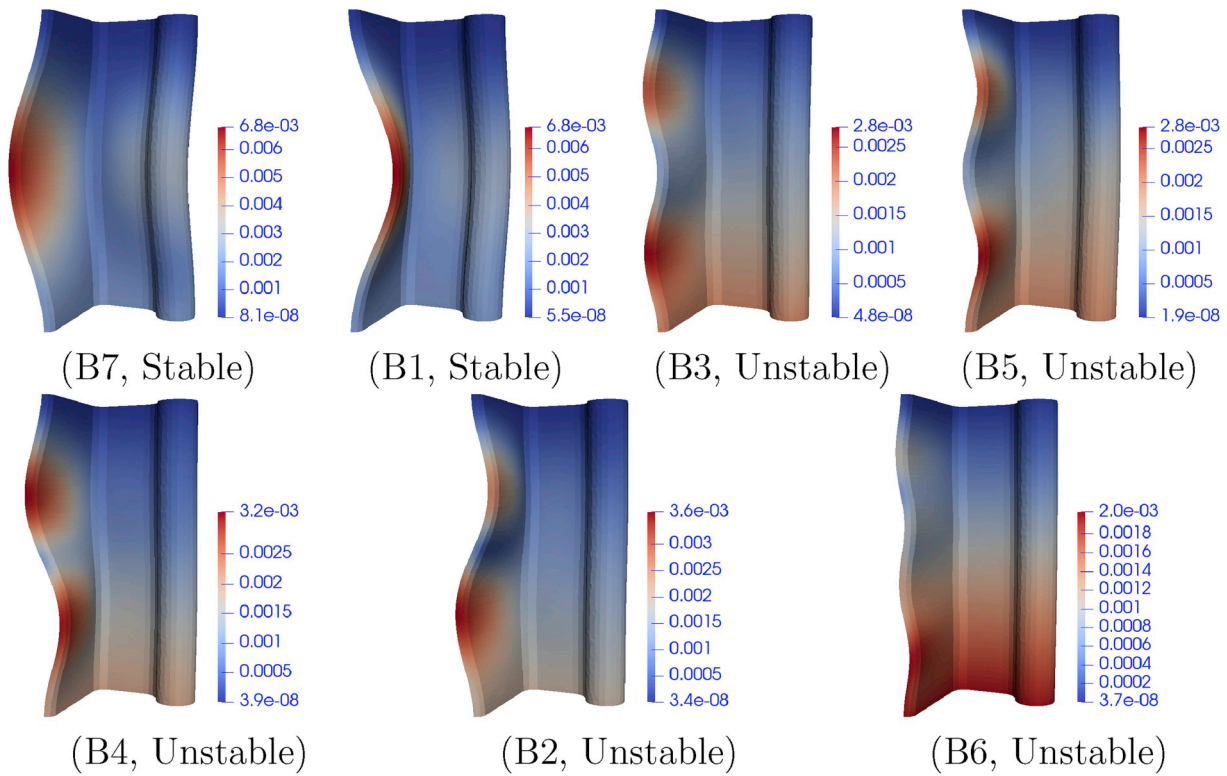 6.8e-03
0.006
0.005
0.004
0.003
0.002
0.001
8.1e-08
(B7, Stable)
6.8e-03
0.006
0.005
0.004
0.003
0.002
0.001
5.5e-08
(B1, Stable)
2.8e-03
0.0025
0.002
0.0015
0.001
0.0005
4.8e-08
(B3, Unstable)
2.8e-03
0.0025
0.002
0.0015
0.001
0.0005
1.9e-08
(B5, Unstable)
3.2e-03
0.0025
0.002
0.0015
0.001
0.0005
3.9e-08
(B4, Unstable)
3.6e-03
0.003
0.0025
0.002
0.0015
0.001
0.0005
3.4e-08
(B2, Unstable)
2.0e-03
0.0018
0.0016
0.0014
0.0012
0.001
0.0008
0.0006
0.0004
0.0002
3.7e-08
(B6, Unstable)